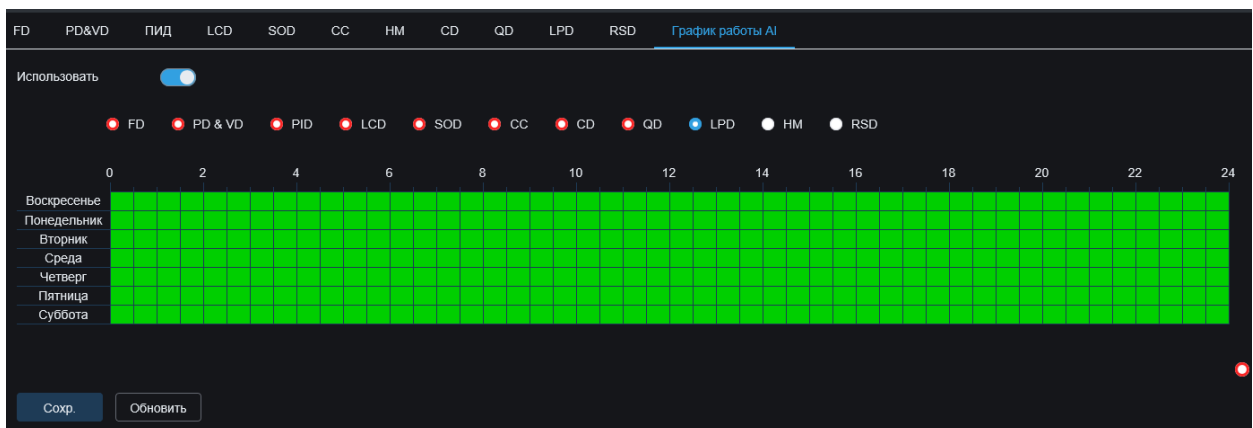 FD PD&VD ПИД LCD SOD CC HM CD QD LPD RSD График работы AI
Использовать
FD PD & VD PID LCD SOD CC CD QD LPD HM RSD
0 2 4 6 8 10 12 14 16 18 20 22 24
Воскресенье
Понедельник
Вторник
Среда
Четверг
Пятница
Суббота
Сохр. Обновить